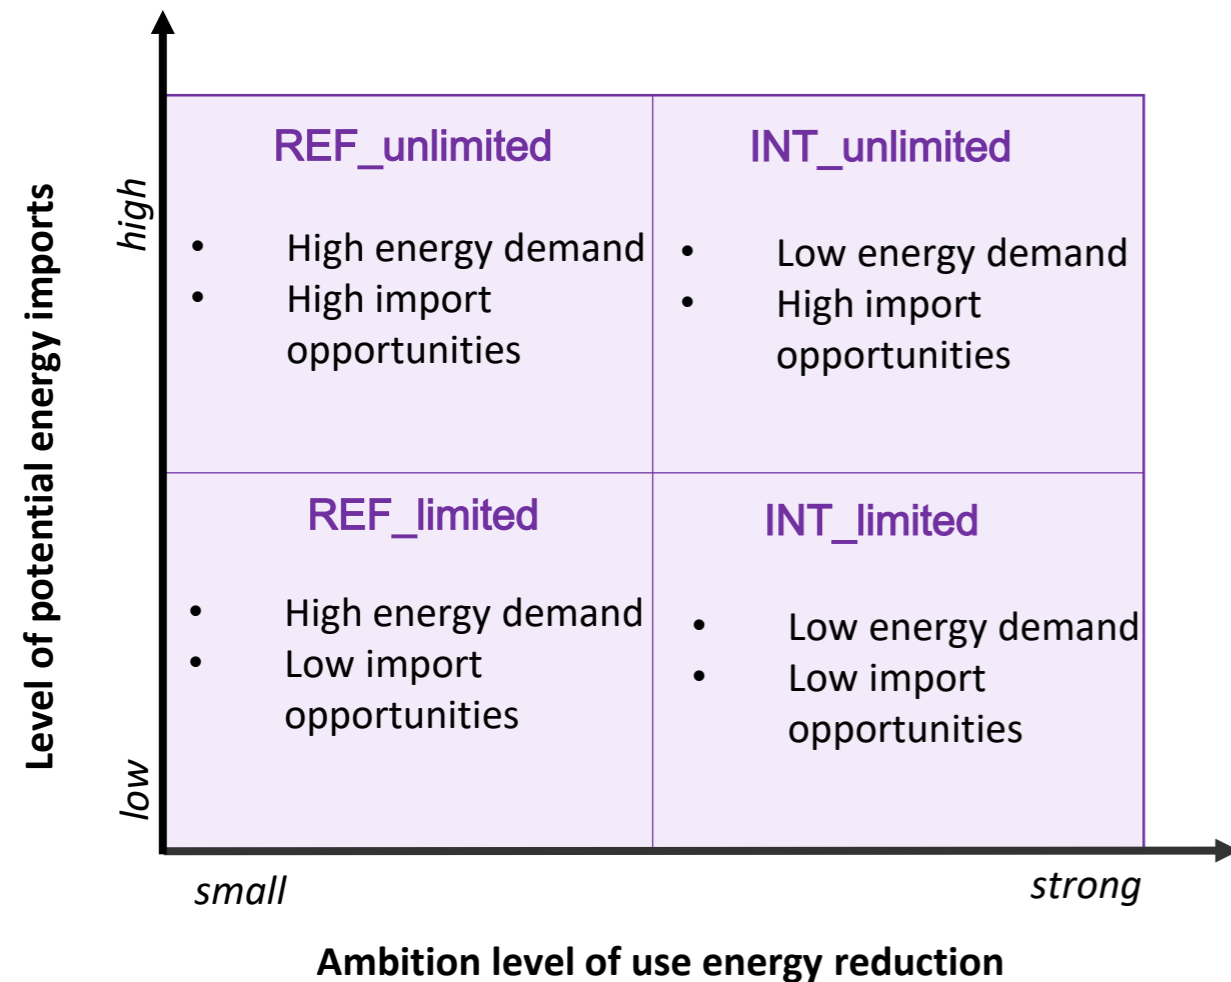 Level of potential energy imports
high
low
REF_unlimited
• High energy demand
• High import
opportunities
INT_unlimited
• Low energy demand
• High import
opportunities
REF_limited
• High energy demand
• Low import
opportunities
INT_limited
• Low energy demand
• Low import
opportunities
small
strong
Ambition level of use energy reduction